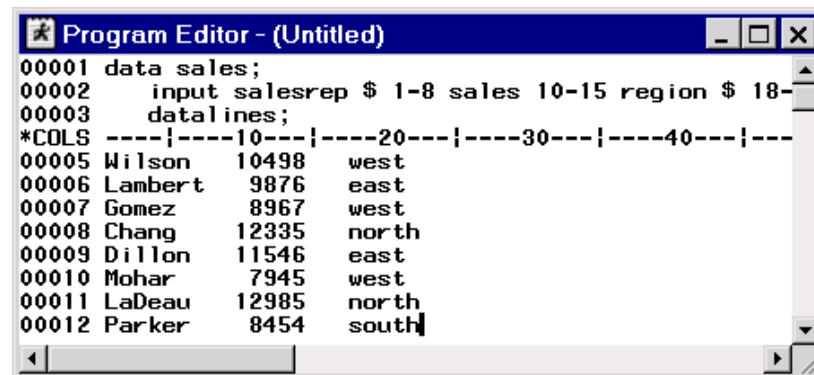 Program Editor - (Untitled)
00001 data sales;
00002    input salesrep $ 1-8 sales 10-15 region $ 18-
00003    datalines;
*COLS ----|----10---|----20---|----30---|----40---|---
00005 Wilson   10498   west
00006 Lambert   9876   east
00007 Gomez     8967   west
00008 Chang    12335   north
00009 Dillon   11546   east
00010 Mohar     7945   west
00011 LaDeau   12985   north
00012 Parker    8454   south